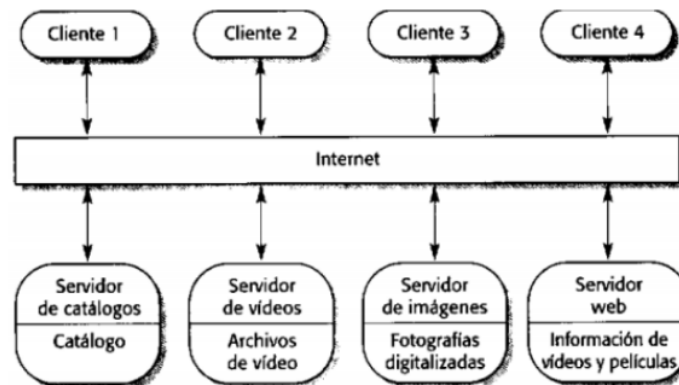 Cliente 1
Cliente 2
Cliente 3
Cliente 4
Internet
Servidor
de catálogos
Catálogo
Servidor
de vídeos
Archivos
de vídeo
Servidor
de imágenes
Fotografías
digitalizadas
Servidor
web
Información de
vídeos y películas